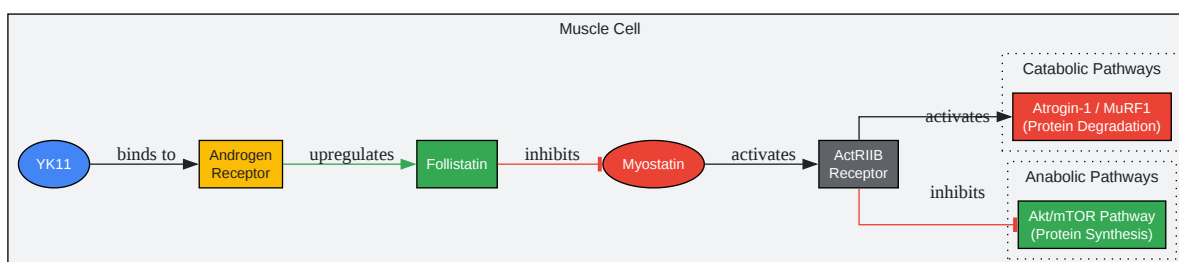 Muscle Cell
Catabolic Pathways
Atrogin-1 / MuRF1
(Protein Degradation)
activates
YK11
binds to
Androgen
Receptor
upregulates
Follistatin
inhibits
Myostatin
activates
ActRIIB
Receptor
Anabolic Pathways
inhibits
Akt/mTOR Pathway
(Protein Synthesis)